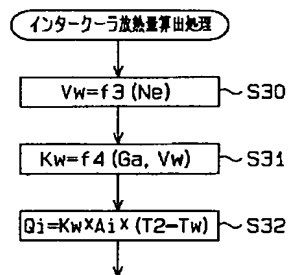 インタークーラ放熱量算出処理
Vw=f3(Ne)
S30
Kw=f4(Ga, Vw)
S31
Qi=Kw×Ai×(T2-Tw)
S32